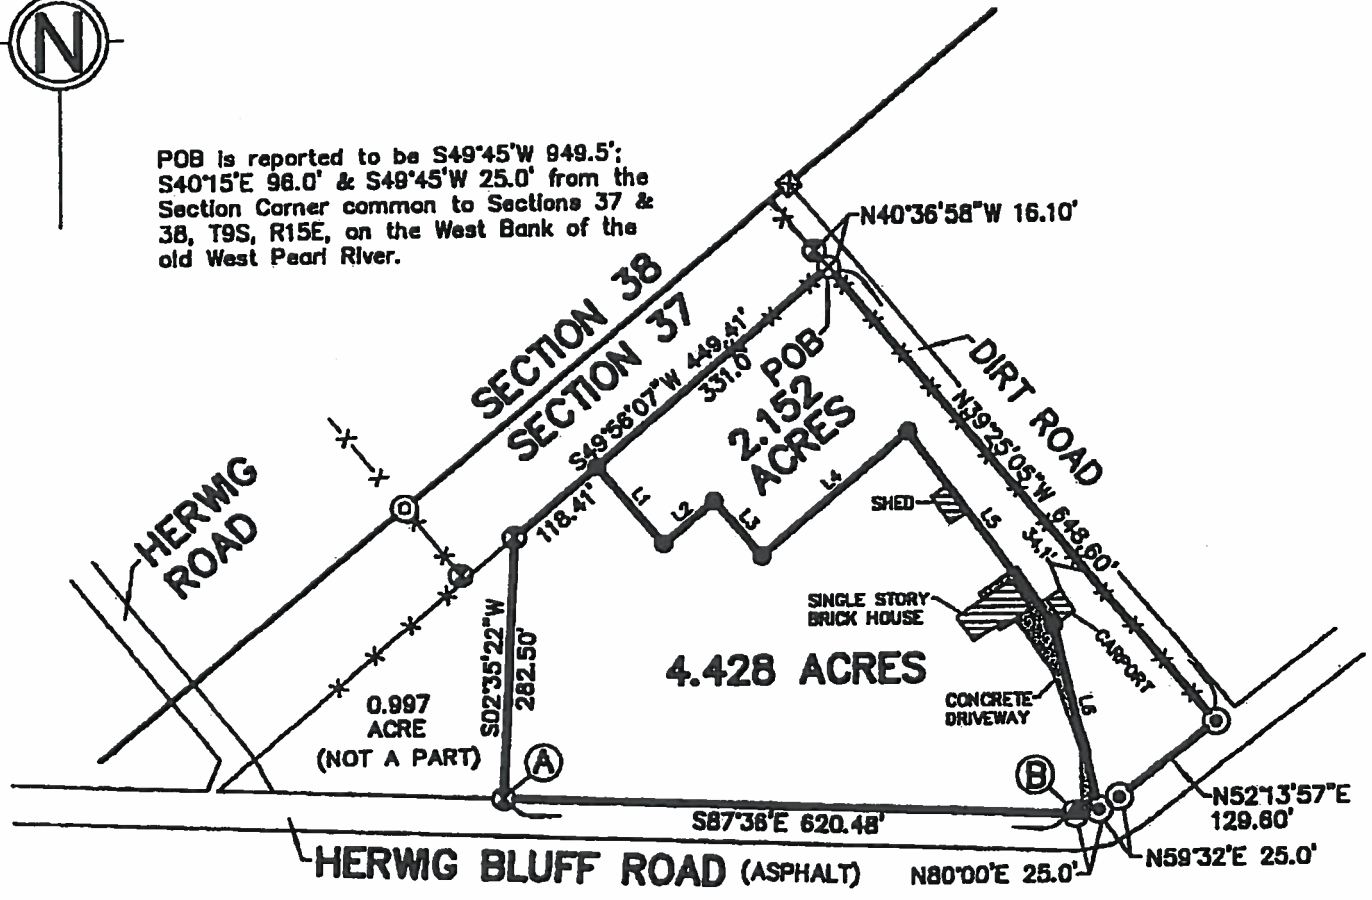 N
POB is reported to be S49°45'W 949.5';
S40°15'E 96.0' & S49°45'W 25.0' from the
Section Corner common to Sections 37 &
38, T9S, R15E, on the West Bank of the
old West Pearl River.
N40°36'58"W 16.10'
SECTION 38
SECTION 37
S49°56'07"W 449.41'
331.0
POB
2.152
ACRES
DIRT ROAD
N39°25'05"W 648.60'
34.1'
HERWIG
ROAD
118.41'
L1
L2
L3
L4
L5
SHED
SINGLE STORY
BRICK HOUSE
CARPORT
4.428 ACRES
CONCRETE
DRIVEWAY
L6
S02°35'22"W
282.50'
0.997
ACRE
(NOT A PART)
A
B
S87°36'E 620.48'
N52°13'57"E
129.60'
HERWIG BLUFF ROAD (ASPHALT)
N80°00'E 25.0'
N59°32'E 25.0'